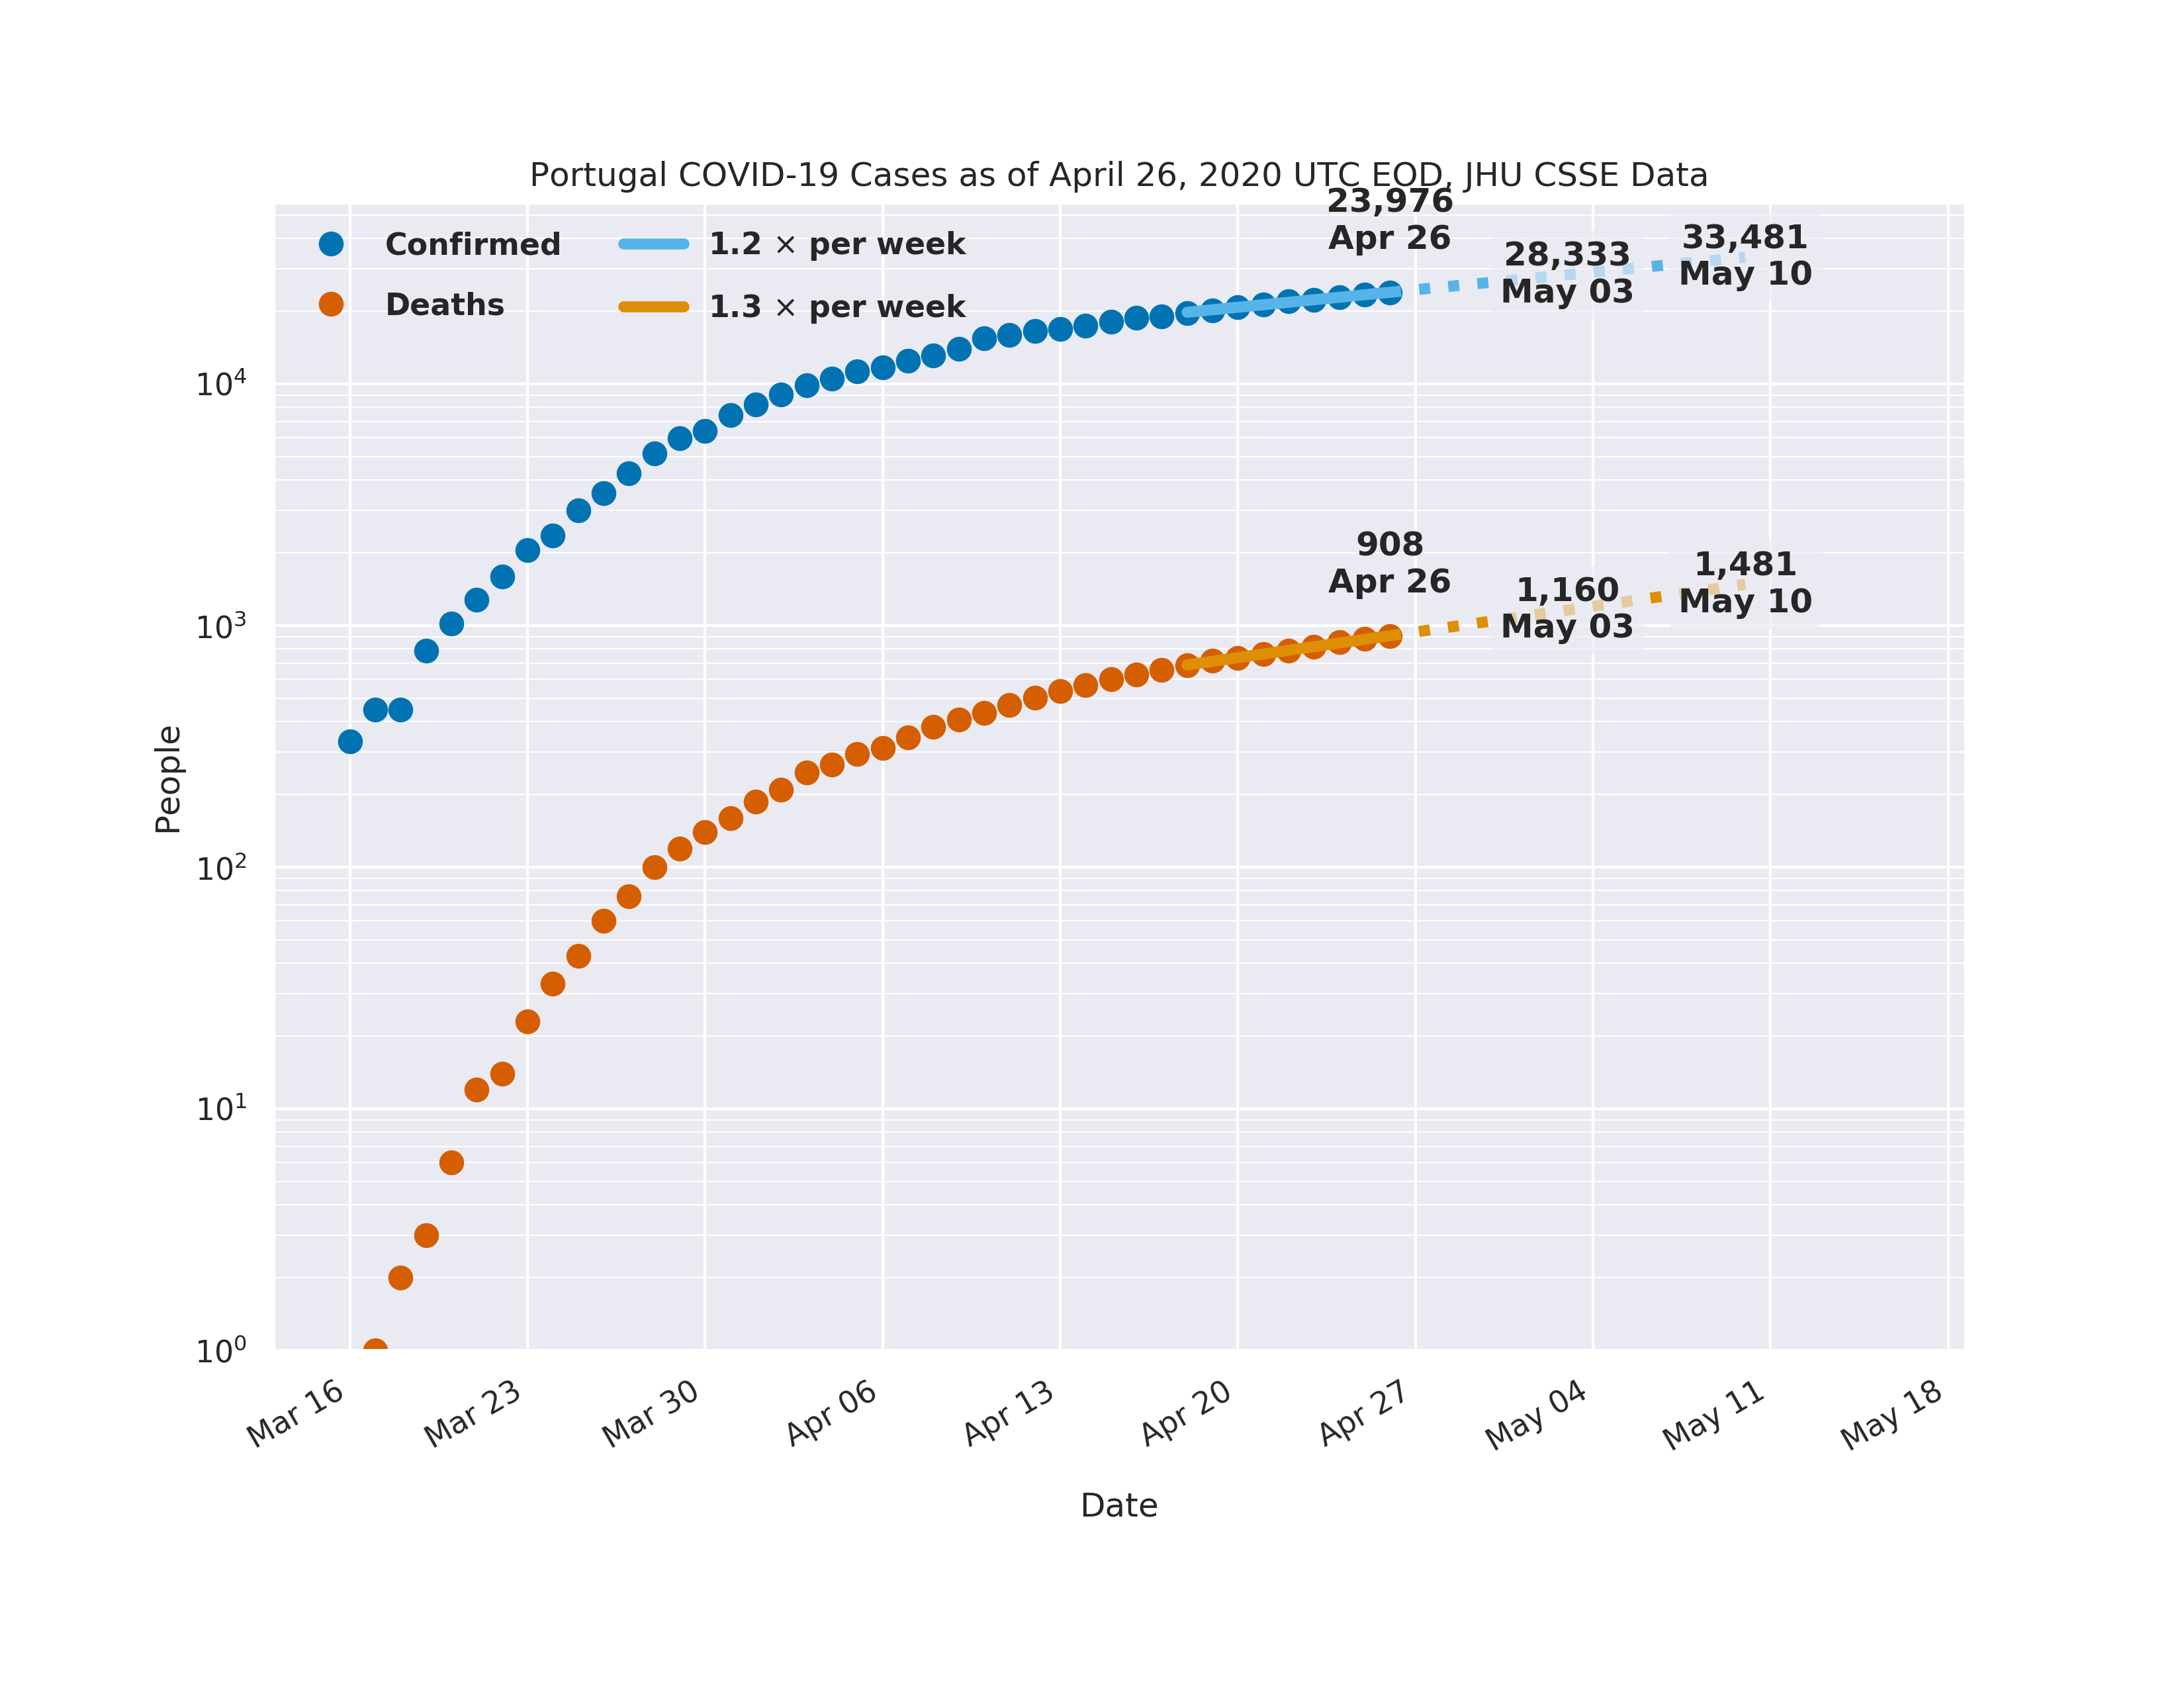 Portugal COVID-19 Cases as of April 26, 2020 UTC EOD, JHU CSSE Data
Confirmed
Deaths
1.2 × per week
1.3 × per week
23,976
Apr 26
28,333
May 03
33,481
May 10
908
Apr 26
1,160
May 03
1,481
May 10
People
10⁴
10³
10²
10¹
10⁰
Mar 16
Mar 23
Mar 30
Apr 06
Apr 13
Apr 20
Apr 27
May 04
May 11
May 18
Date